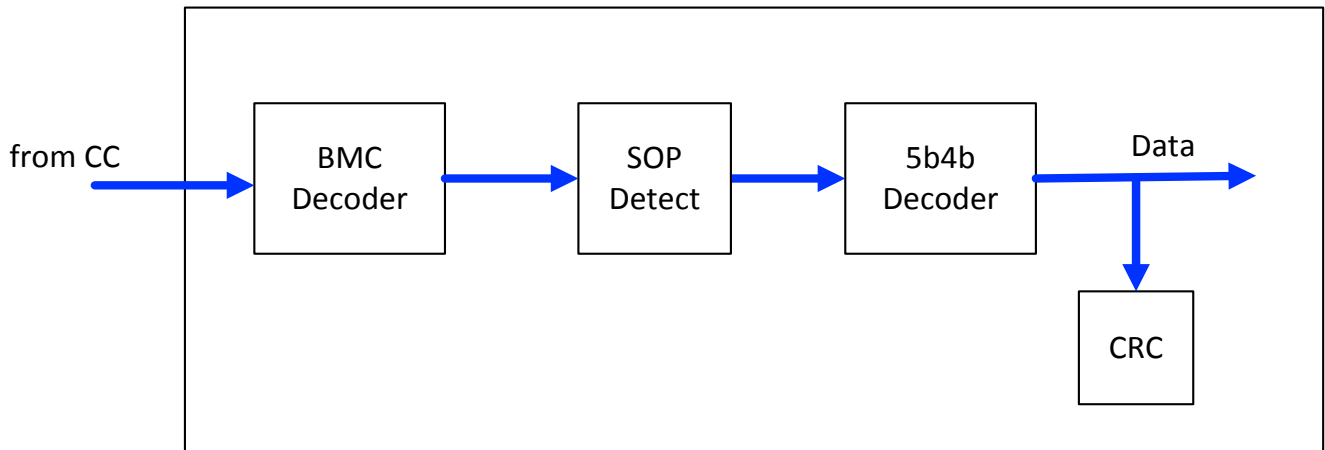 from CC
BMC
Decoder
SOP
Detect
5b4b
Decoder
Data
CRC